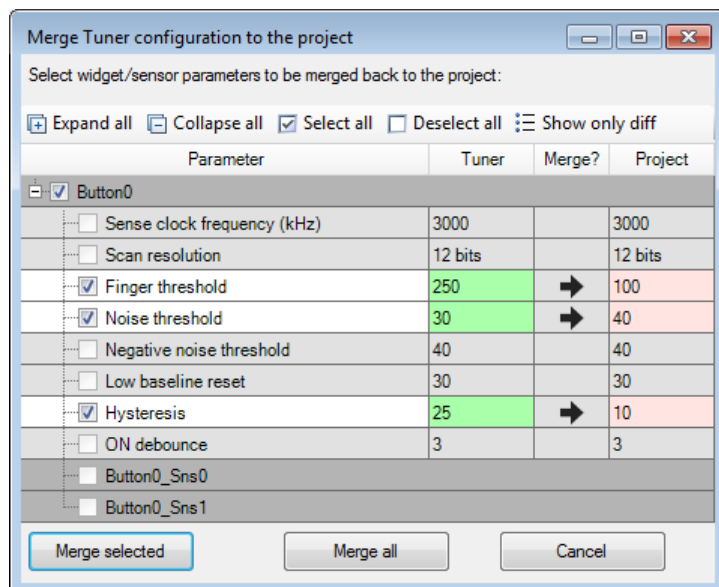 Merge Tuner configuration to the project
Select widget/sensor parameters to be merged back to the project:
Expand all Collapse all Select all Deselect all Show only diff
Parameter Tuner Merge? Project
Button0
Sense clock frequency (kHz) 3000 3000
Scan resolution 12 bits 12 bits
Finger threshold 250 100
Noise threshold 30 40
Negative noise threshold 40 40
Low baseline reset 30 30
Hysteresis 25 10
ON debounce 3 3
Button0_Sns0
Button0_Sns1
Merge selected Merge all Cancel